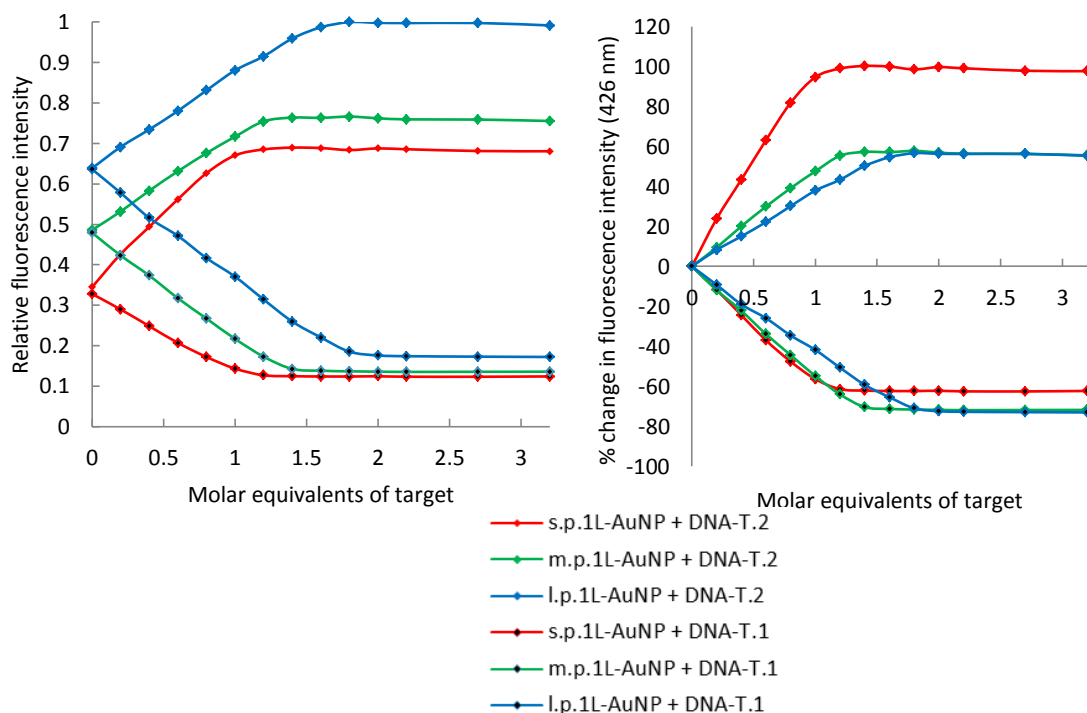 Relative fluorescence intensity
1
0.9
0.8
0.7
0.6
0.5
0.4
0.3
0.2
0.1
0
0 0.5 1 1.5 2 2.5 3
Molar equivalents of target
% change in fluorescence intensity (426 nm)
120
100
80
60
40
20
0
-20
-40
-60
-80
-100
0 0.5 1 1.5 2 2.5 3
Molar equivalents of target
s.p.1L-AuNP + DNA-T.2
m.p.1L-AuNP + DNA-T.2
l.p.1L-AuNP + DNA-T.2
s.p.1L-AuNP + DNA-T.1
m.p.1L-AuNP + DNA-T.1
l.p.1L-AuNP + DNA-T.1